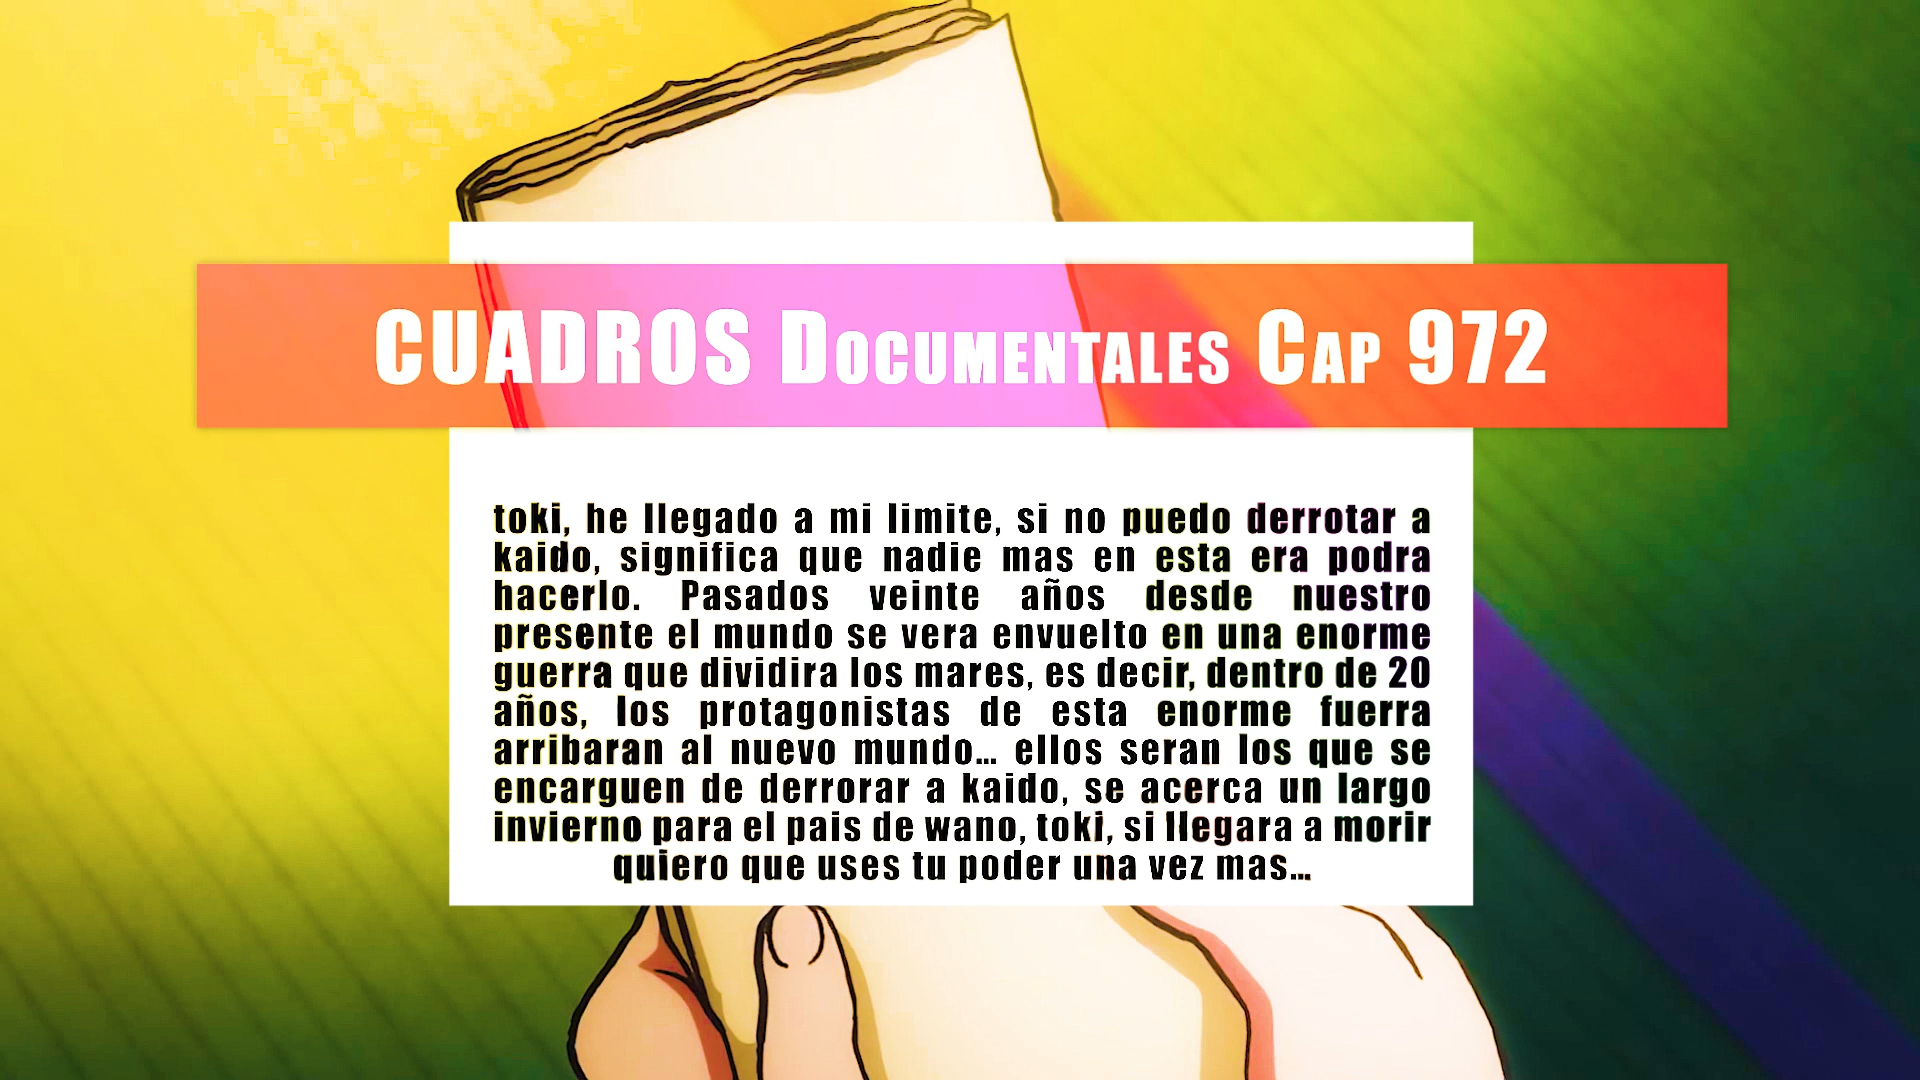 CUADROS DOCUMENTALES CAP 972
toki, he llegado a mi limite, si no puedo derrotar a
kaido, significa que nadie mas en esta era podra
hacerlo. Pasados veinte años desde nuestro
presente el mundo se vera envuelto en una enorme
guerra que dividira los mares, es decir, dentro de 20
años, los protagonistas de esta enorme fuerra
arribaran al nuevo mundo... ellos seran los que se
encarguen de derrorar a kaido, se acerca un largo
invierno para el pais de wano, toki, si llegara a morir
quiero que uses tu poder una vez mas...